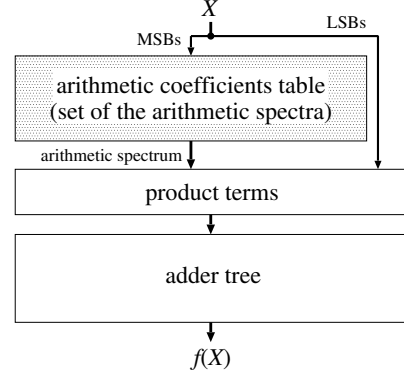 X
MSBs
LSBs
arithmetic coefficients table
(set of the arithmetic spectra)
arithmetic spectrum
product terms
adder tree
f(X)